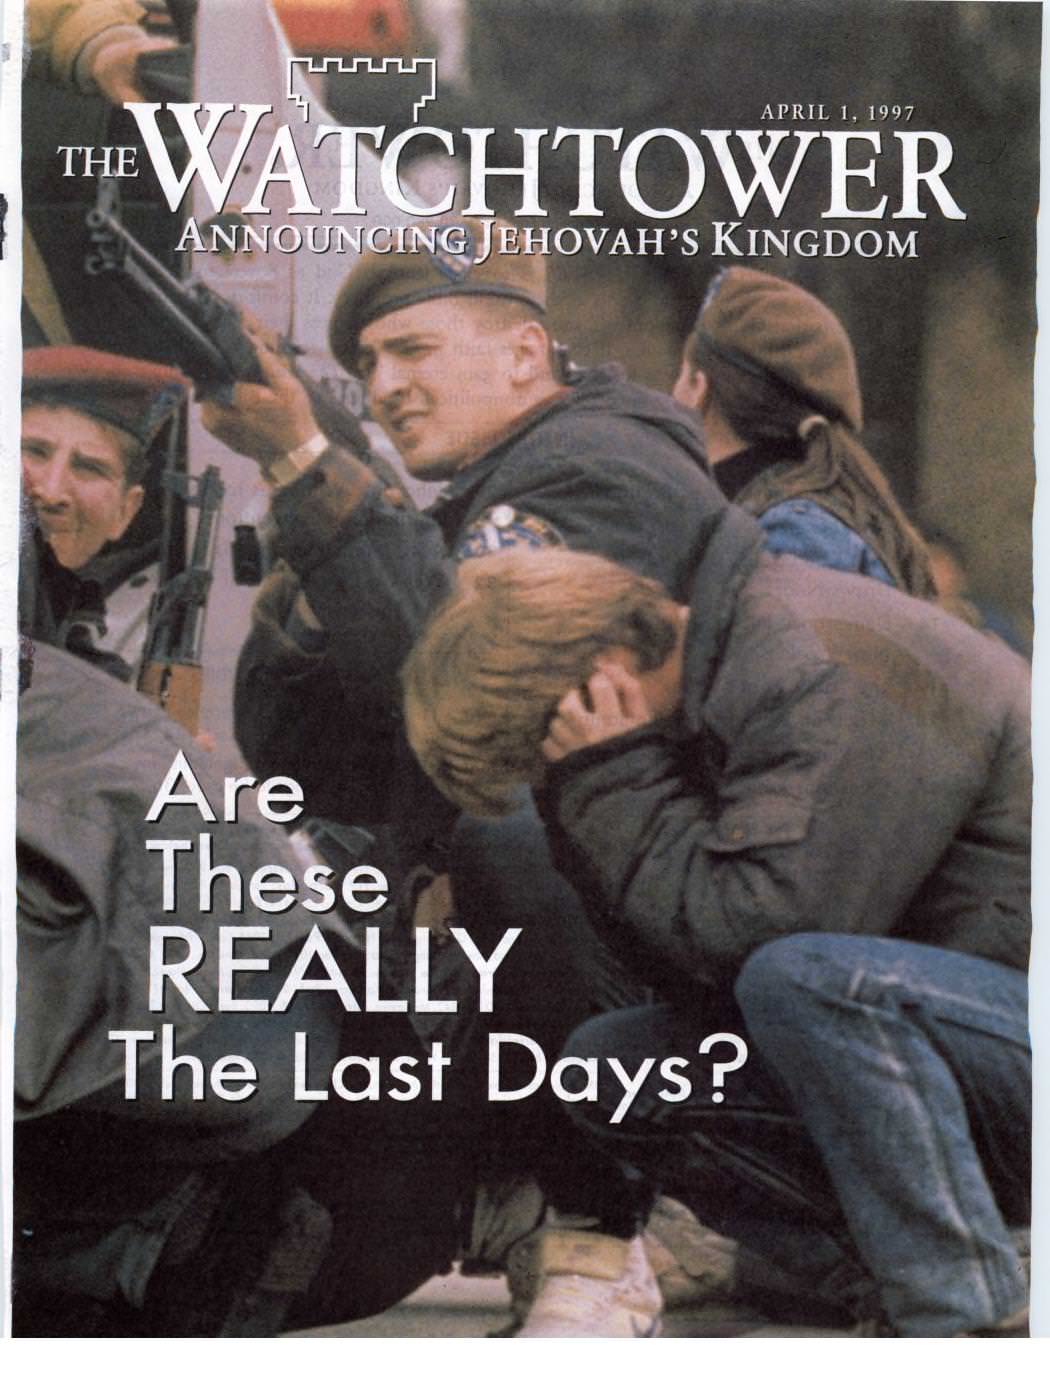 APRIL 1, 1997
THE WATCHTOWER
ANNOUNCING JEHOVAH'S KINGDOM
Are
These
REALLY
The Last Days?